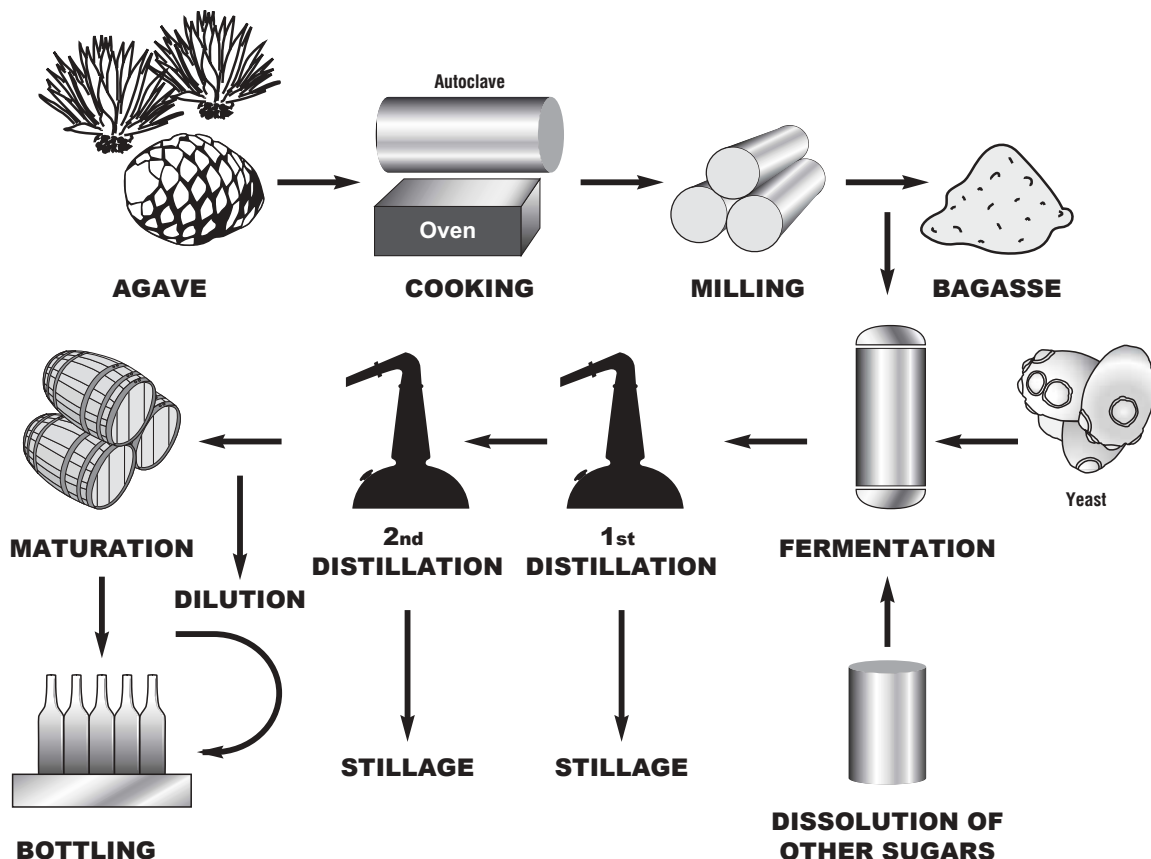 Autoclave
Oven
AGAVE
COOKING
MILLING
BAGASSE
Yeast
MATURATION
2nd
DISTILLATION
1st
DISTILLATION
FERMENTATION
DILUTION
STILLAGE
STILLAGE
BOTTLING
DISSOLUTION OF
OTHER SUGARS